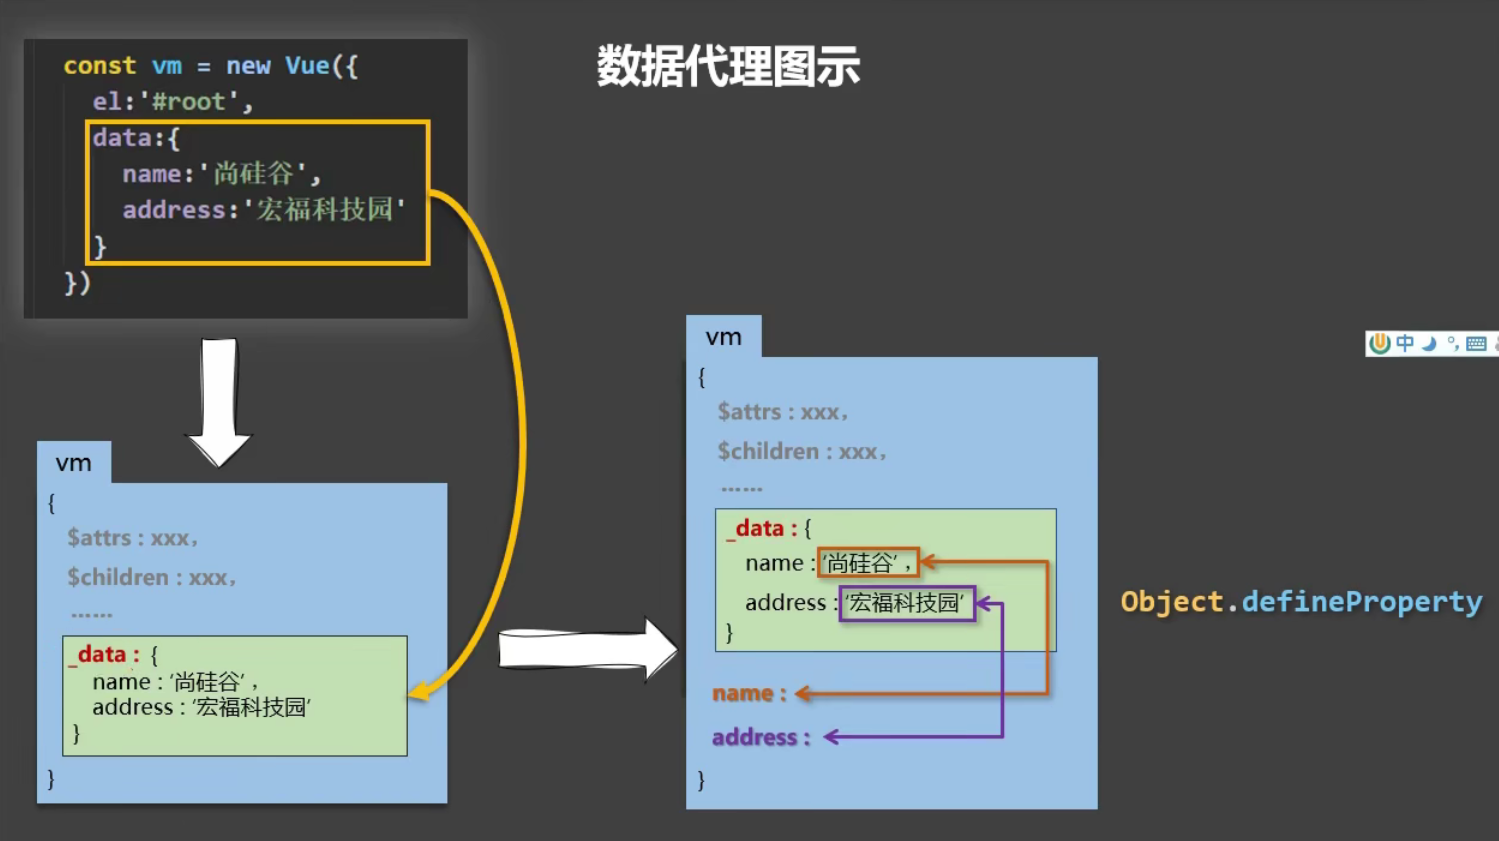 数据代理图示
const vm = new Vue({
el:'#root',
data:{
name:'尚硅谷',
address:'宏福科技园'
}
})
vm
{
$attrs : xxx，
$children : xxx，
……
_data : {
name : ‘尚硅谷’，
address : ‘宏福科技园’
}
}
vm
{
$attrs : xxx，
$children : xxx，
……
_data : {
name : ‘尚硅谷’，
address : ‘宏福科技园’
}
name :
address :
}
Object.defineProperty
中